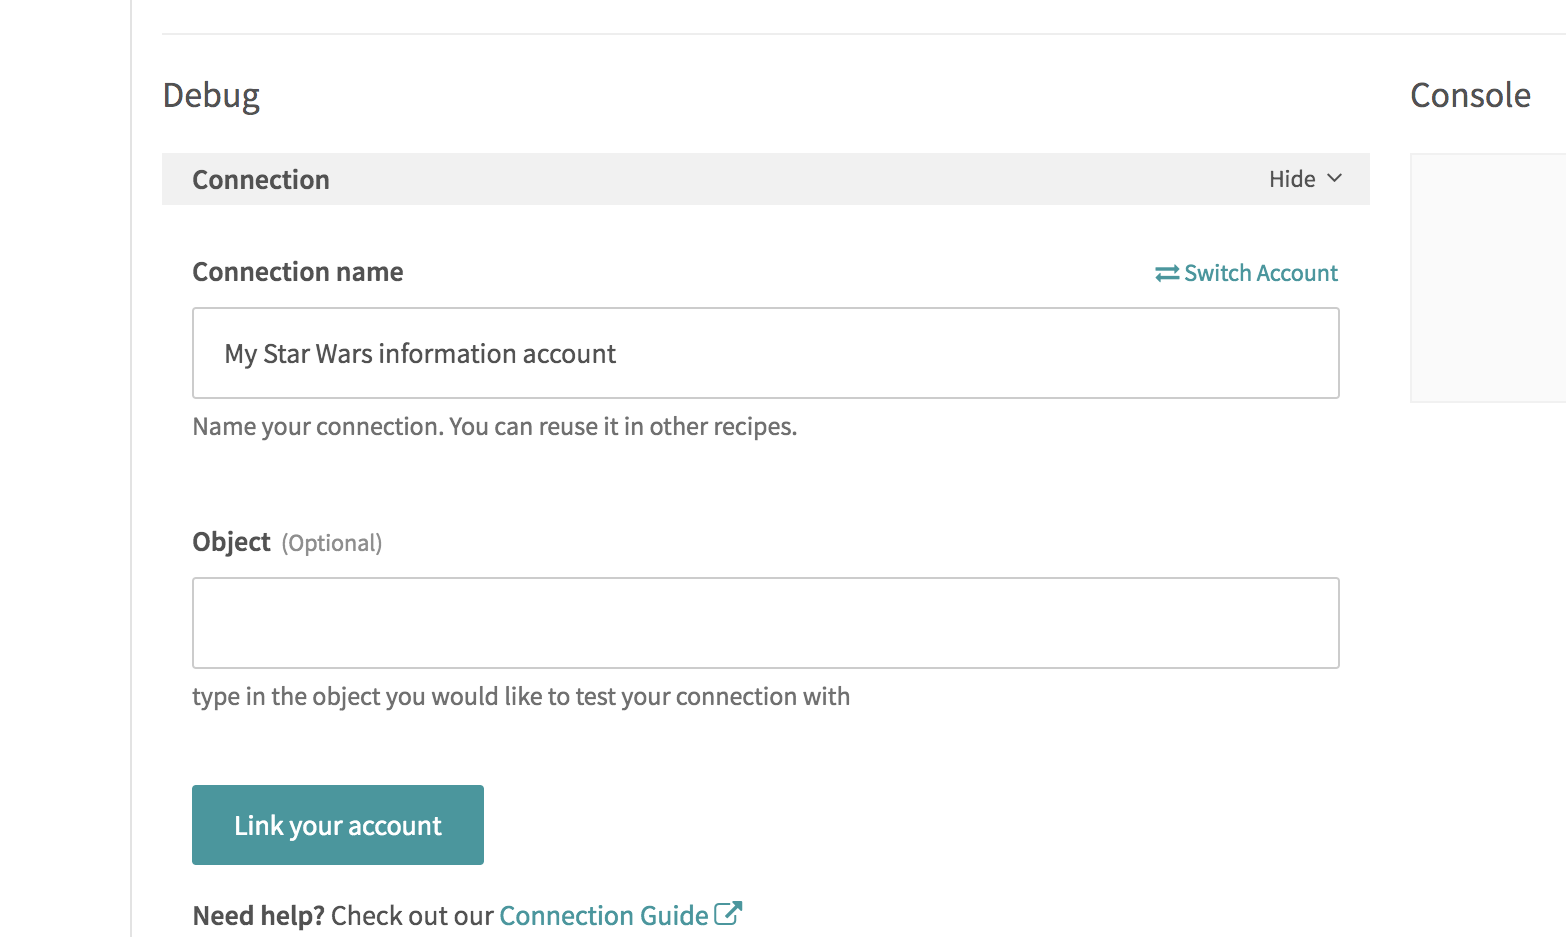 Debug
Console
Connection
Hide
Connection name
Switch Account
My Star Wars information account
Name your connection. You can reuse it in other recipes.
Object (Optional)
type in the object you would like to test your connection with
Link your account
Need help? Check out our Connection Guide